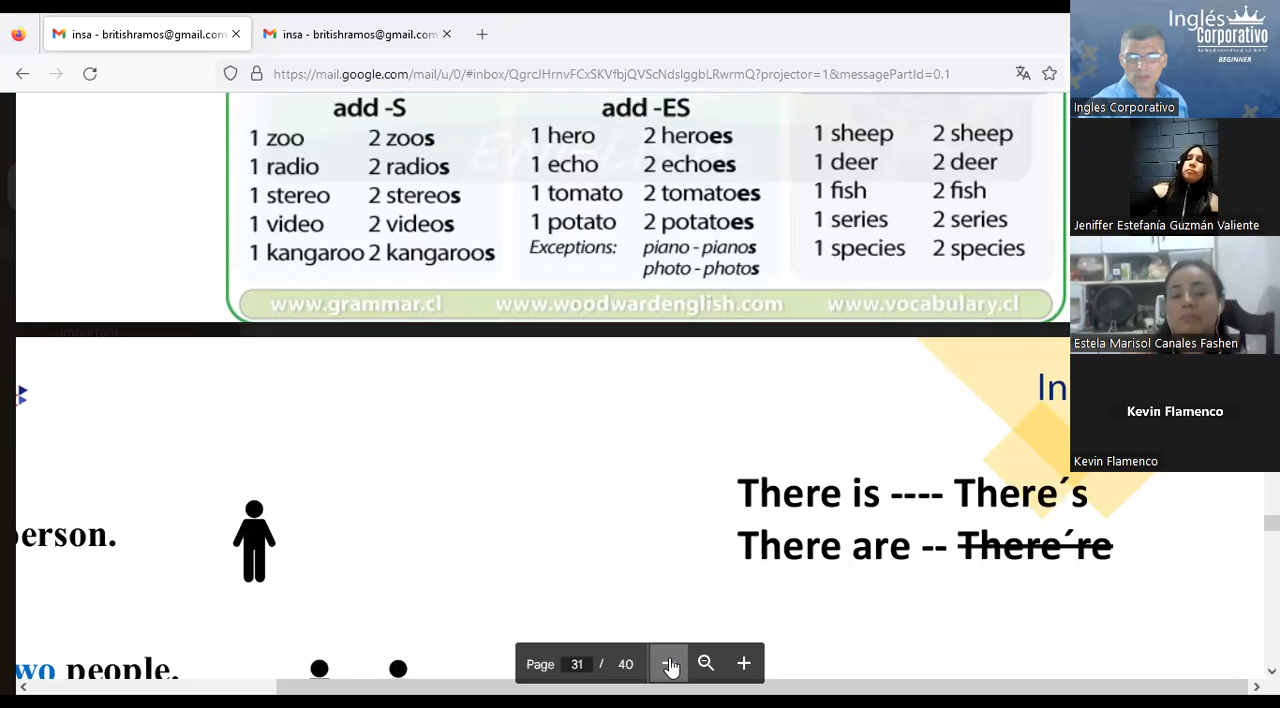 insa - britishramos@gmail.com
insa - britishramos@gmail.com
https://mail.google.com/mail/u/0/#inbox/QgrcJHrnvFCxSKVfbjQVScNdslggbLRwrmQ?projector=1&messagePartId=0.1
add -S
1 zoo 2 zoos
1 radio 2 radios
1 stereo 2 stereos
1 video 2 videos
1 kangaroo 2 kangaroos
add -ES
1 hero 2 heroes
1 echo 2 echoes
1 tomato 2 tomatoes
1 potato 2 potatoes
Exceptions: piano - pianos
photo - photos
1 sheep 2 sheep
1 deer 2 deer
1 fish 2 fish
1 series 2 series
1 species 2 species
www.grammar.cl www.woodwardenglish.com www.vocabulary.cl
Important
In
person.
There is ---- There´s
There are -- There´re
two people.
Page 31 / 40
Inglés
Corporativo
BEGINNER
Ingles Corporativo
Jeniffer Estefanía Guzmán Valiente
Estela Marisol Canales Fashen
Kevin Flamenco
Kevin Flamenco